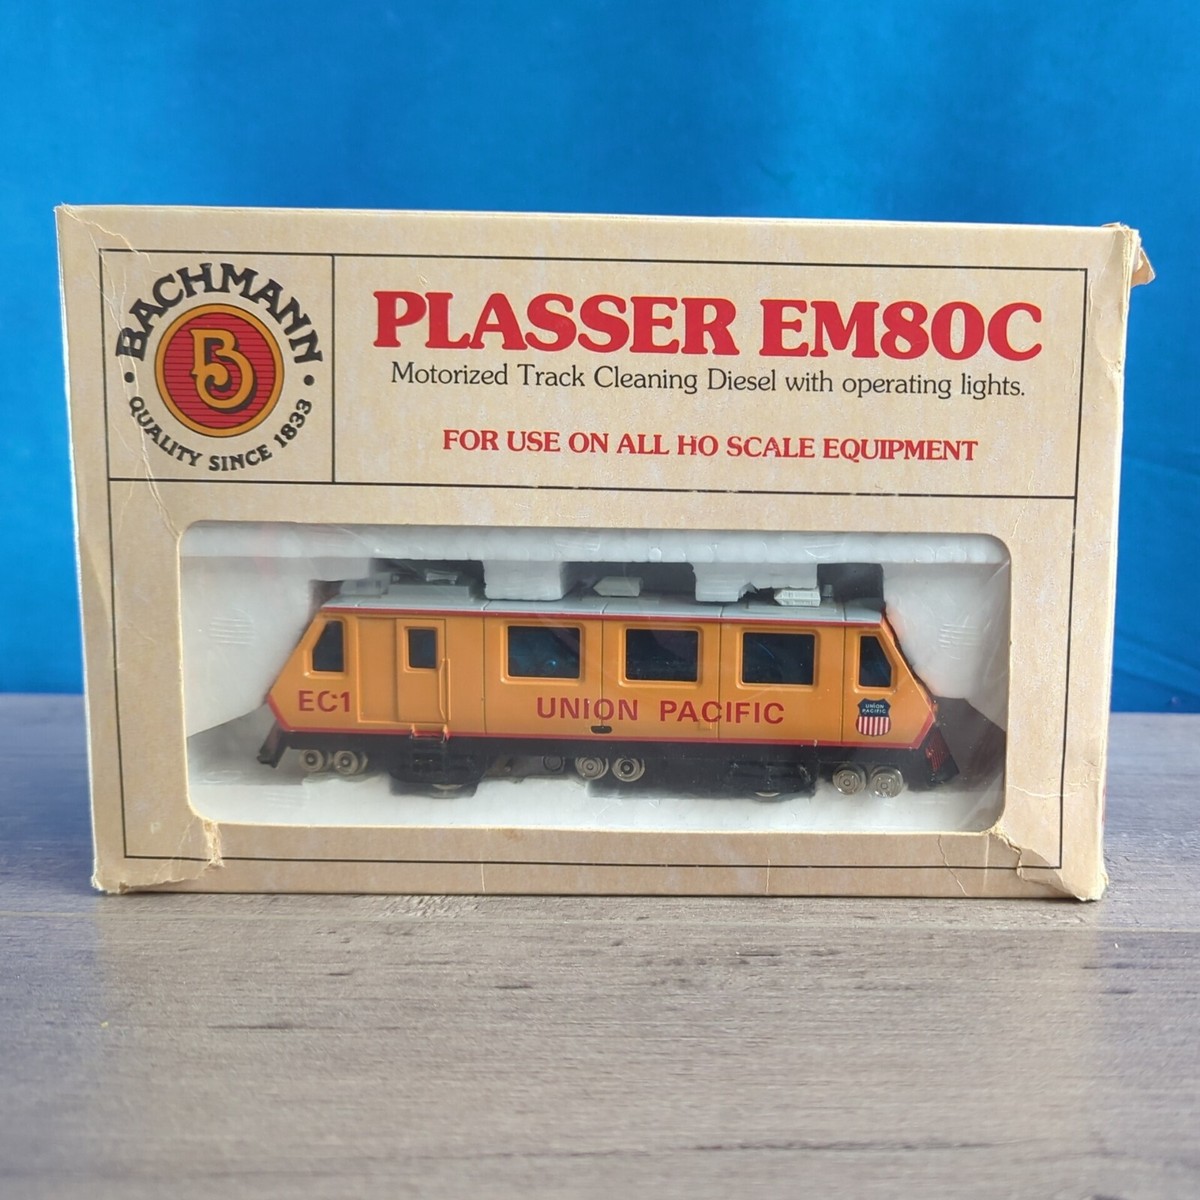 BACHMANN
B
• QUALITY SINCE 1833 •
PLASSER EM80C
Motorized Track Cleaning Diesel with operating lights.
FOR USE ON ALL HO SCALE EQUIPMENT
EC1
UNION PACIFIC
UNION
PACIFIC